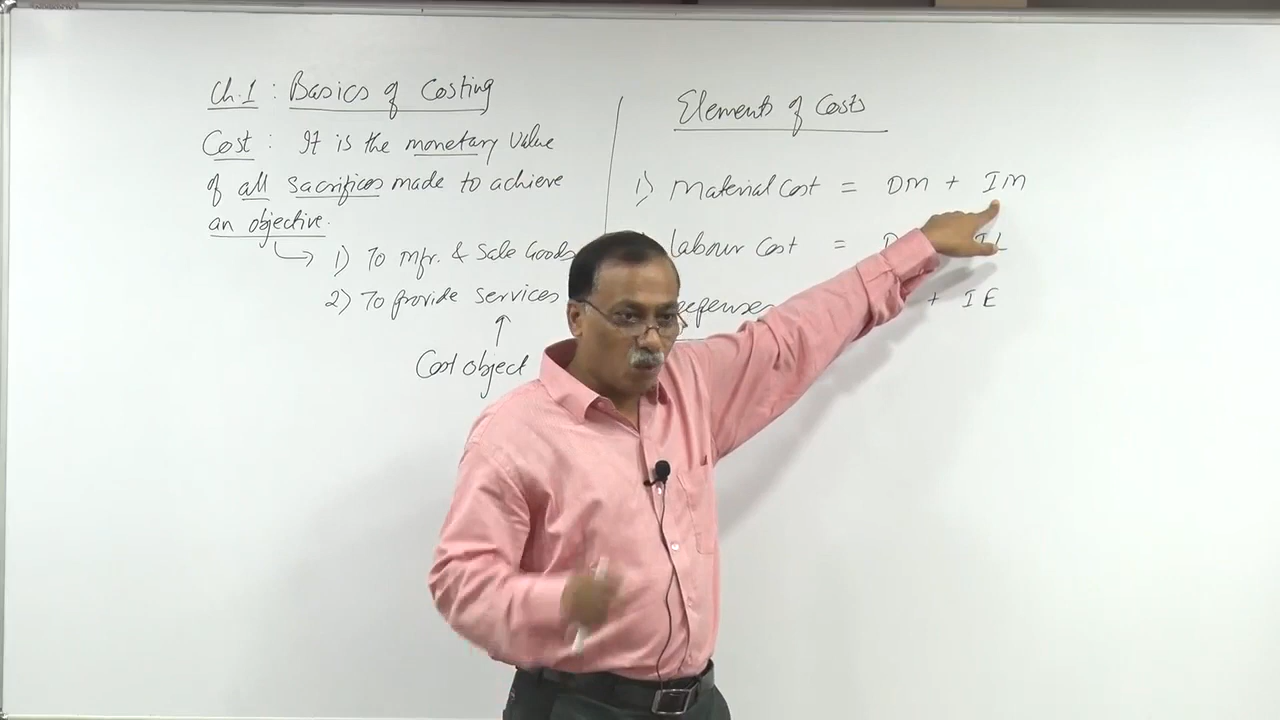 Ch.1 : Basics of Costing
Cost : It is the monetary value
of all sacrifices made to achieve
an objective.
1) To Mfr. & Sale Goods
2) To provide services
Cost object
Elements of Costs
1) Material Cost = DM + IM
Labour Cost = D IL
+ IE